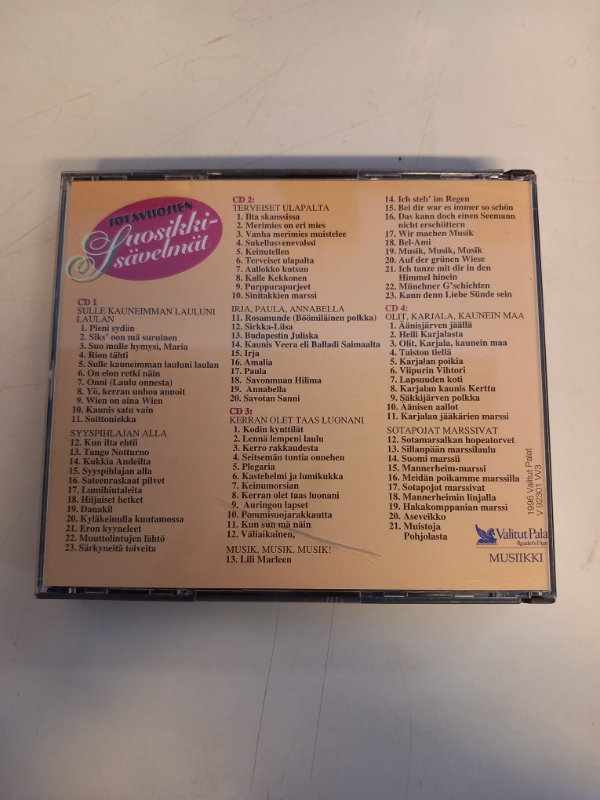 SOTAVUOSIEN
Suosikki-
sävelmät
CD 1
SULLE KAUNEIMMAN LAULUNI
LAULAN
1. Pieni sydän
2. Siks' oon mä suruinen
3. Suo mulle hymysi, Maria
4. Rion tähti
5. Sulle kauneimman lauluni laulan
6. On elon retki näin
7. Onni (Laulu onnesta)
8. Yö, kerran unhoa annoit
9. Wien on aina Wien
10. Kaunis satu vain
11. Soittoniekka
SYYSPIHLAJAN ALLA
12. Kun ilta ehtii
13. Tango Notturno
14. Kukkia Andeilta
15. Syyspihlajan alla
16. Sateenraskaat pilvet
17. Lumihiutaleita
18. Hiljaiset hetket
19. Danakil
20. Kyläkeinulla kuutamossa
21. Eron kyyneleet
22. Muuttolintujen lähtö
23. Särkyneitä toiveita
CD 2:
TERVEISET ULAPALTA
1. Ilta skanssissa
2. Merimies on eri mies
3. Vanha merimies muistelee
4. Sukellusvenevalssi
5. Keinutellen
6. Terveiset ulapalta
7. Aallokko kutsuu
8. Kalle Kekkonen
9. Purppurapurjeet
10. Sinitakkien marssi
IRJA, PAULA, ANNABELLA
11. Rosamunde (Böömiläinen polkka)
12. Sirkka-Liisa
13. Budapestin Juliska
14. Kaunis Veera eli Balladi Saimaalta
15. Irja
16. Amalia
17. Paula
18. Savonmuan Hilima
19. Annabella
20. Savotan Sanni
CD 3:
KERRAN OLET TAAS LUONANI
1. Kodin kynttilät
2. Lennä lempeni laulu
3. Kerro rakkaudesta
4. Seitsemän tuntia onnehen
5. Plegaria
6. Kastehelmi ja lumikukka
7. Keinumorsian
8. Kerran olet taas luonani
9. Auringon lapset
10. Pommisuojarakkautta
11. Kun sun mä näin
12. Väliaikainen,
MUSIK, MUSIK, MUSIK!
13. Lili Marleen
14. Ich steh' im Regen
15. Bei dir war es immer so schön
16. Das kann doch einen Seemann
nicht erschüttern
17. Wir machen Musik
18. Bel-Ami
19. Musik, Musik, Musik
20. Auf der grünen Wiese
21. Ich tanze mit dir in den
Himmel hinein
22. Münchner G'schichten
23. Kann denn Liebe Sünde sein
CD 4:
OLIT, KARJALA, KAUNEIN MAA
1. Äänisjärven jäällä
2. Heili Karjalasta
3. Olit, Karjala, kaunein maa
4. Taiston tiellä
5. Karjalan poikia
6. Viipurin Vihtori
7. Lapsuuden koti
8. Karjalan kaunis Kerttu
9. Säkkijärven polkka
10. Äänisen aallot
11. Karjalan jääkärien marssi
SOTAPOJAT MARSSIVAT
12. Sotamarsalkan hopeatorvet
13. Sillanpään marssilaulu
14. Suomi marssii
15. Mannerheim-marssi
16. Meidän poikamme marssilla
17. Sotapojat marssivat
18. Mannerheimin linjalla
19. Hakakomppanian marssi
20. Aseveikko
21. Muistoja
Pohjolasta
1996 Valitut Palat
V 92301 VV3
Valitut Pala
Reader's Digest
MUSIIKKI